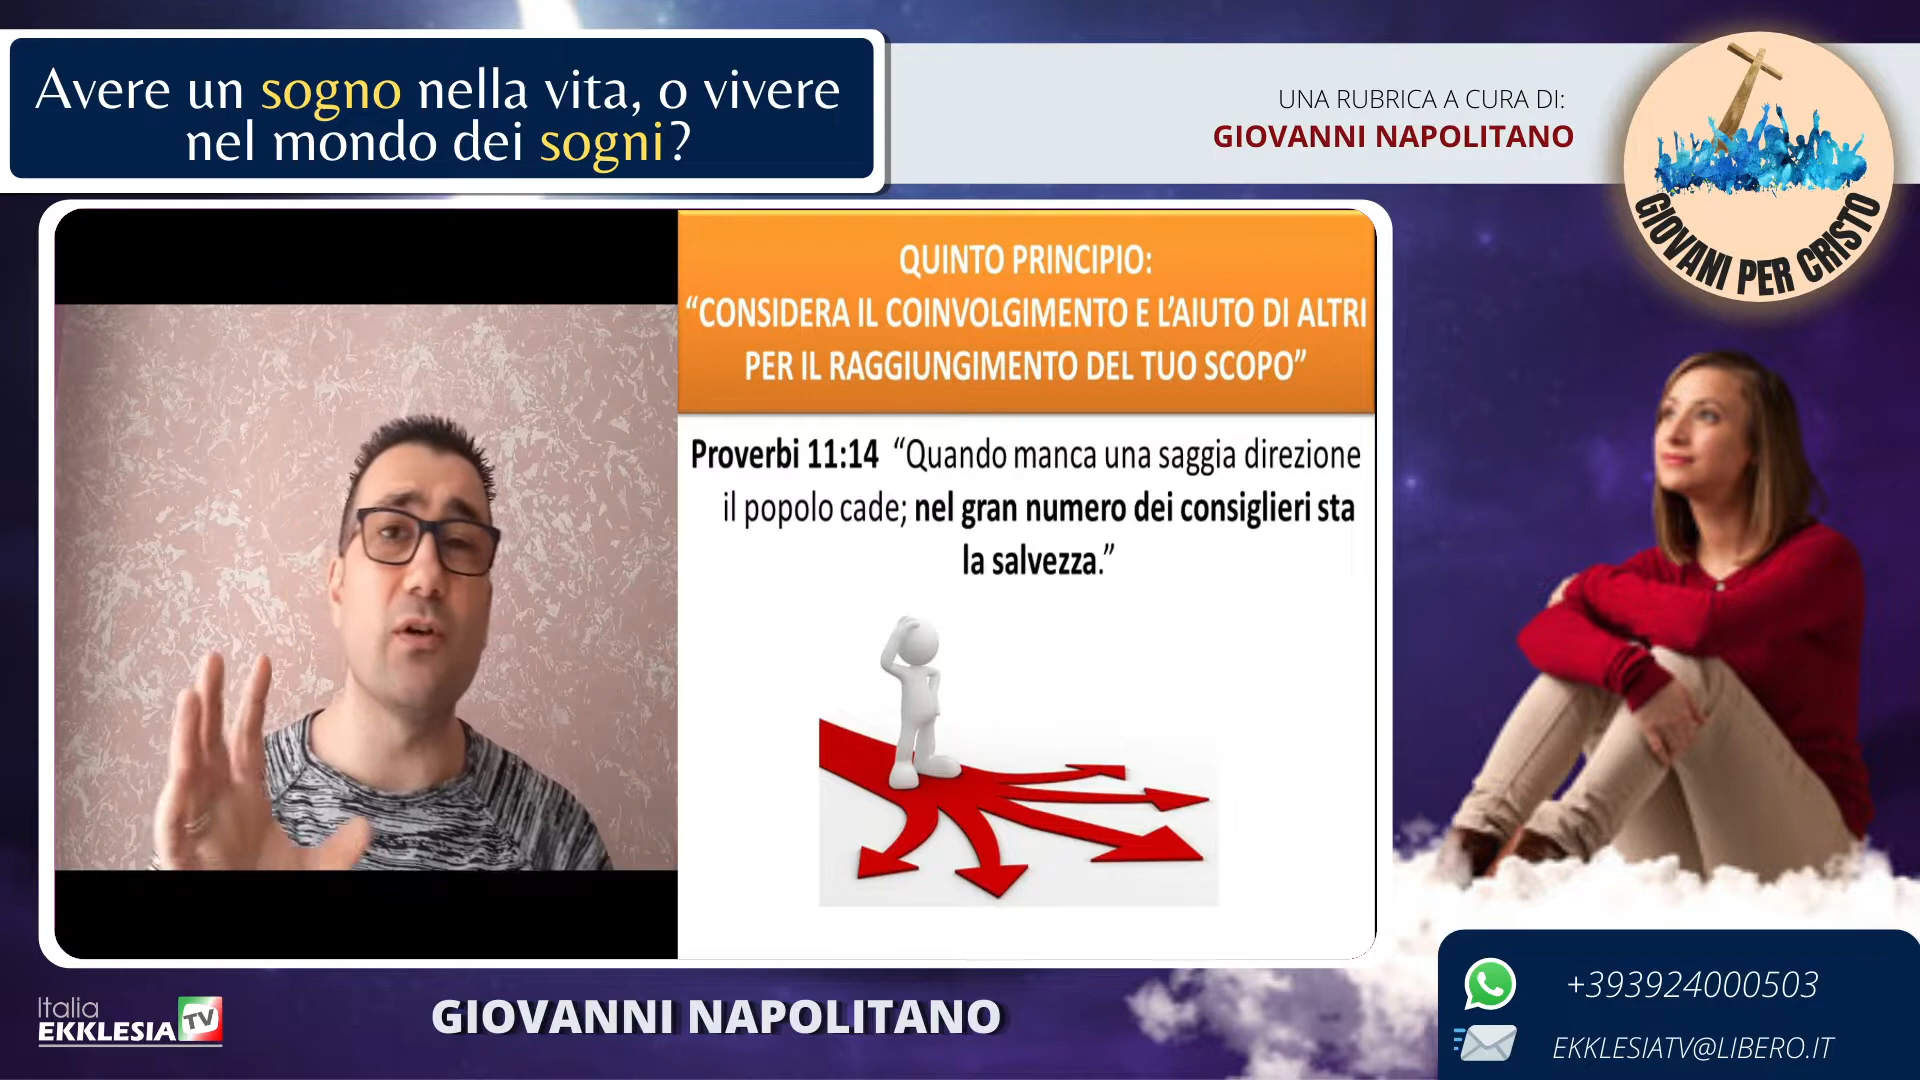 Avere un sogno nella vita, o vivere
nel mondo dei sogni?
UNA RUBRICA A CURA DI:
GIOVANNI NAPOLITANO
GIOVANI PER CRISTO
QUINTO PRINCIPIO:
“CONSIDERA IL COINVOLGIMENTO E L’AIUTO DI ALTRI
PER IL RAGGIUNGIMENTO DEL TUO SCOPO”
Proverbi 11:14 “Quando manca una saggia direzione
il popolo cade; nel gran numero dei consiglieri sta
la salvezza.”
Italia
EKKLESIA TV
GIOVANNI NAPOLITANO
+393924000503
EKKLESIATV@LIBERO.IT